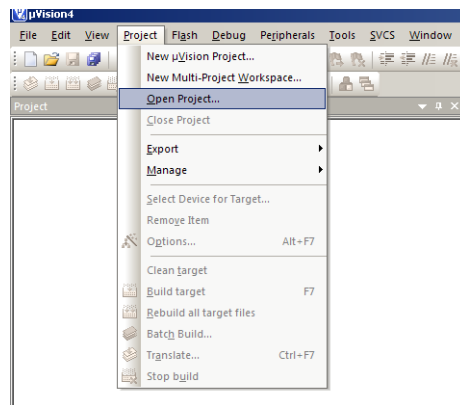 µVision4
File Edit View Project Flash Debug Peripherals Tools SVCS Window
New µVision Project...
New Multi-Project Workspace...
Project
Open Project...
Close Project
Export
Manage
Select Device for Target...
Remove Item
Options... Alt+F7
Clean target
Build target F7
Rebuild all target files
Batch Build...
Translate... Ctrl+F7
Stop build